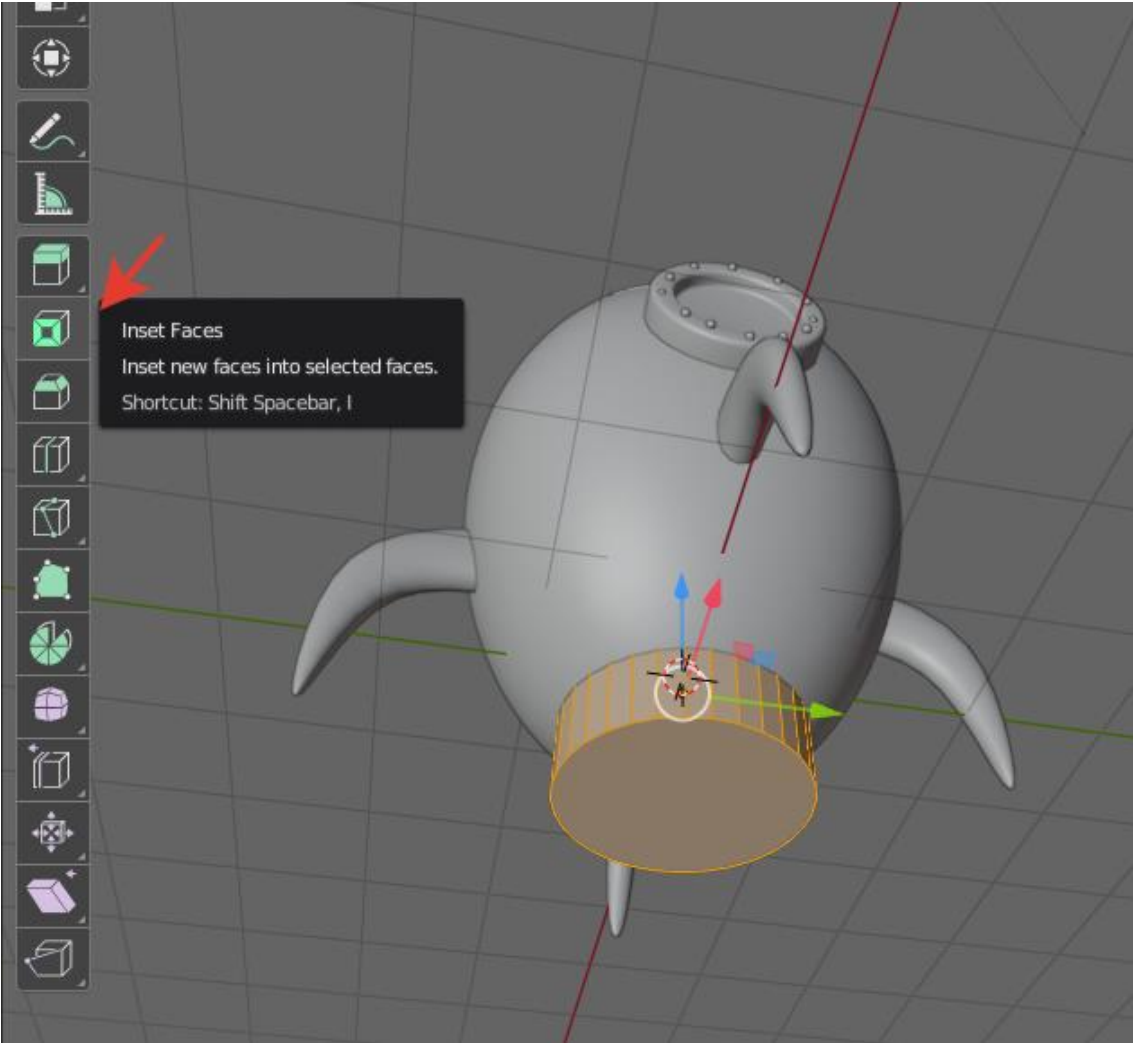 Inset Faces
Inset new faces into selected faces.
Shortcut: Shift Spacebar, I